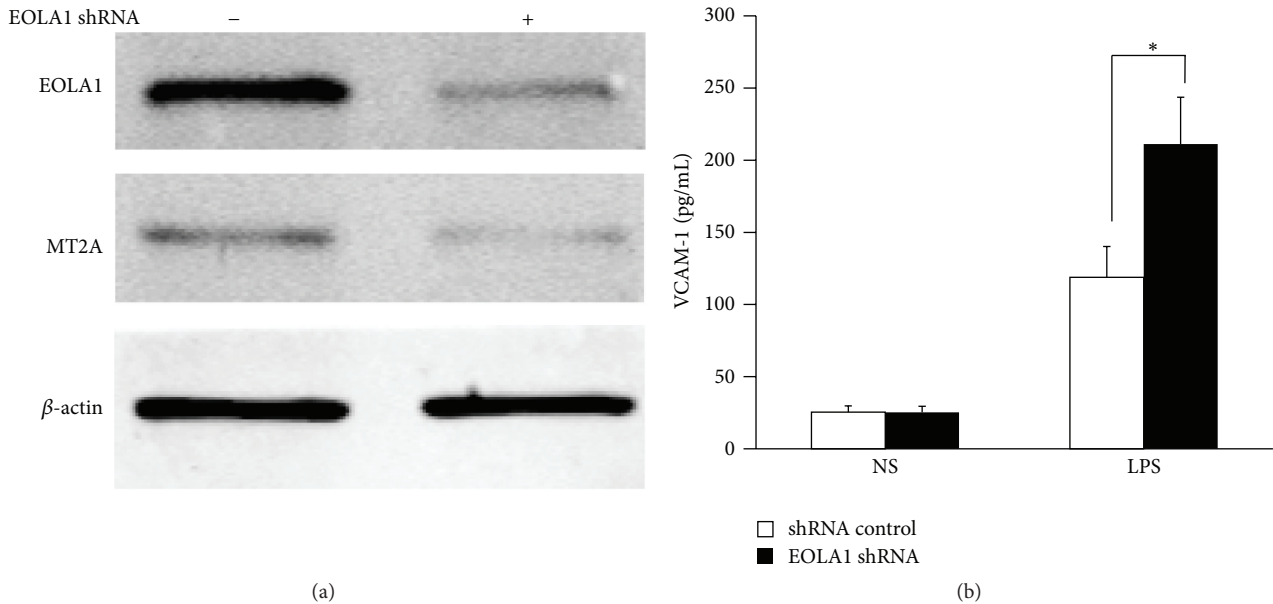 EOLA1 shRNA − +
EOLA1
MT2A
β-actin
(a)
VCAM-1 (pg/mL)
300
250
200
150
100
50
0
*
NS LPS
shRNA control
EOLA1 shRNA
(b)